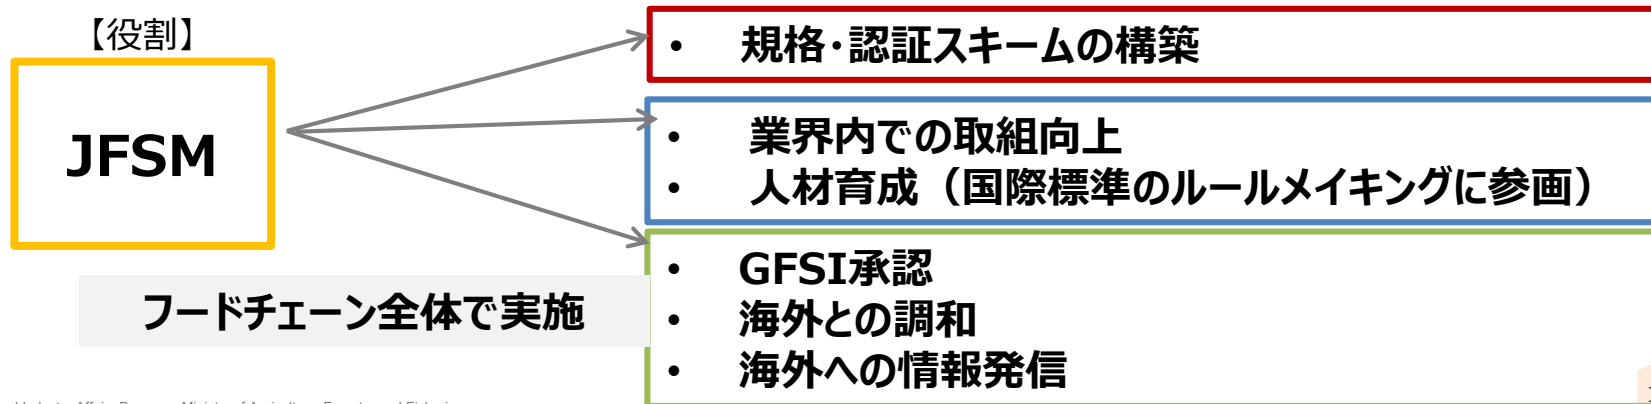 【役割】
JFSM
• 規格・認証スキームの構築
• 業界内での取組向上
• 人材育成（国際標準のルールメイキングに参画）
• GFSI承認
• 海外との調和
• 海外への情報発信
フードチェーン全体で実施